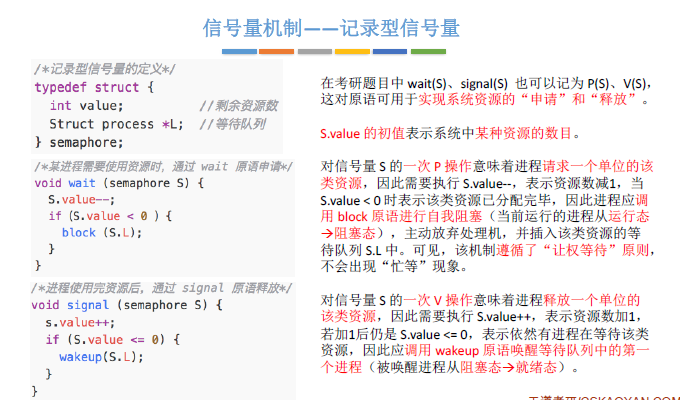 信号量机制——记录型信号量
/*记录型信号量的定义*/
typedef struct {
int value; //剩余资源数
Struct process *L; //等待队列
} semaphore;
/*某进程需要使用资源时，通过 wait 原语申请*/
void wait (semaphore S) {
S.value--;
if (S.value < 0 ) {
block (S.L);
}
}
/*进程使用完资源后，通过 signal 原语释放*/
void signal (semaphore S) {
s.value++;
if (S.value <= 0) {
wakeup(S.L);
}
}
在考研题目中 wait(S)、signal(S) 也可以记为 P(S)、V(S)，
这对原语可用于实现系统资源的“申请”和“释放”。
S.value 的初值表示系统中某种资源的数目。
对信号量 S 的一次 P 操作意味着进程请求一个单位的该
类资源，因此需要执行 S.value--，表示资源数减1，当
S.value < 0 时表示该类资源已分配完毕，因此进程应调
用 block 原语进行自我阻塞（当前运行的进程从运行态
→阻塞态），主动放弃处理机，并插入该类资源的等
待队列 S.L 中。可见，该机制遵循了“让权等待”原则，
不会出现“忙等”现象。
对信号量 S 的一次 V 操作意味着进程释放一个单位的
该类资源，因此需要执行 S.value++，表示资源数加1，
若加1后仍是 S.value <= 0，表示依然有进程在等待该类
资源，因此应调用 wakeup 原语唤醒等待队列中的第一
个进程（被唤醒进程从阻塞态→就绪态）。